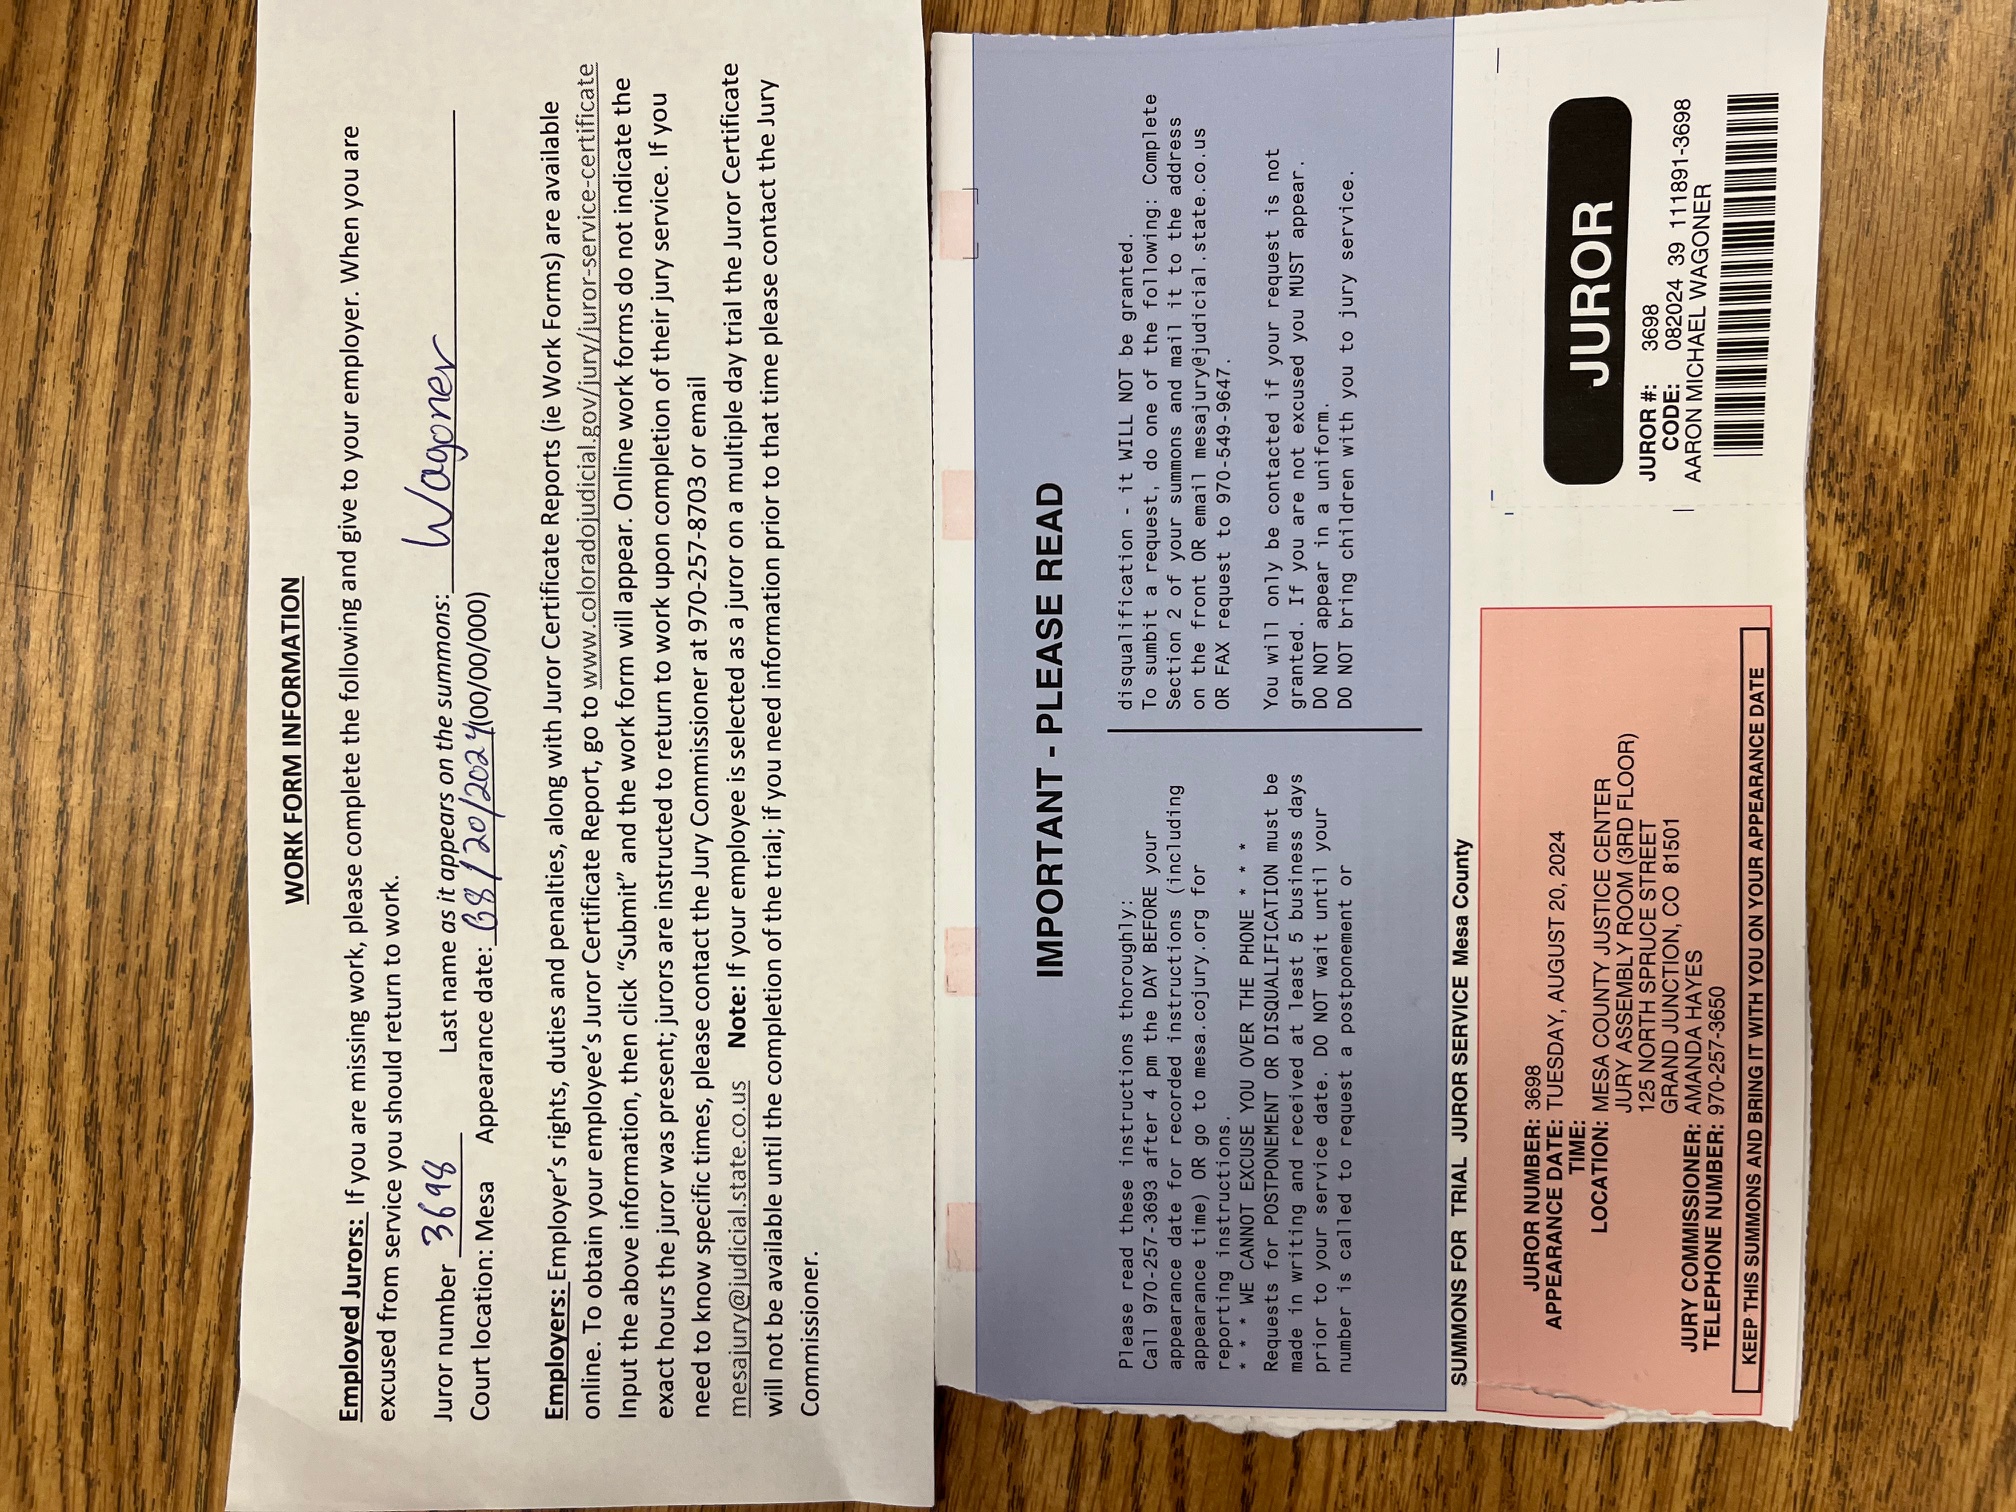 WORK FORM INFORMATION
Employed Jurors: If you are missing work, please complete the following and give to your employer. When you are
excused from service you should return to work.
Juror number 3698 Last name as it appears on the summons: Wagoner
Court location: Mesa Appearance date: 08/20/2024 (00/00/000)
Employers: Employer's rights, duties and penalties, along with Juror Certificate Reports (ie Work Forms) are available
online. To obtain your employee's Juror Certificate Report, go to www.coloradojudicial.gov/jury/juror-service-certificate
Input the above information, then click “Submit” and the work form will appear. Online work forms do not indicate the
exact hours the juror was present; jurors are instructed to return to work upon completion of their jury service. If you
need to know specific times, please contact the Jury Commissioner at 970-257-8703 or email
mesajury@judicial.state.co.us Note: If your employee is selected as a juror on a multiple day trial the Juror Certificate
will not be available until the completion of the trial; if you need information prior to that time please contact the Jury
Commissioner.
IMPORTANT - PLEASE READ
Please read these instructions thoroughly:
Call 970-257-3693 after 4 pm the DAY BEFORE your
appearance date for recorded instructions (including
appearance time) OR go to mesa.cojury.org for
reporting instructions.
* * * WE CANNOT EXCUSE YOU OVER THE PHONE * * *
Requests for POSTPONEMENT OR DISQUALIFICATION must be
made in writing and received at least 5 business days
prior to your service date. DO NOT wait until your
number is called to request a postponement or
disqualification - it WILL NOT be granted.
To sumbit a request, do one of the following: Complete
Section 2 of your summons and mail it to the address
on the front OR email mesajury@judicial.state.co.us
OR FAX request to 970-549-9647.
You will only be contacted if your request is not
granted. If you are not excused you MUST appear.
DO NOT appear in a uniform.
DO NOT bring children with you to jury service.
SUMMONS FOR TRIAL JUROR SERVICE Mesa County
JUROR NUMBER: 3698
APPEARANCE DATE: TUESDAY, AUGUST 20, 2024
TIME:
LOCATION: MESA COUNTY JUSTICE CENTER
JURY ASSEMBLY ROOM (3RD FLOOR)
125 NORTH SPRUCE STREET
GRAND JUNCTION, CO 81501
JURY COMMISSIONER: AMANDA HAYES
TELEPHONE NUMBER: 970-257-3650
KEEP THIS SUMMONS AND BRING IT WITH YOU ON YOUR APPEARANCE DATE
JUROR
JUROR #: 3698
CODE: 082024 39 111891-3698
AARON MICHAEL WAGONER